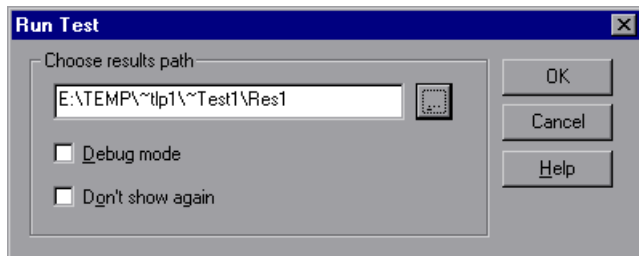 Run Test
Choose results path
E:\TEMP\~tlp1\~Test1\Res1
...
OK
Cancel
Debug mode
Help
Don't show again